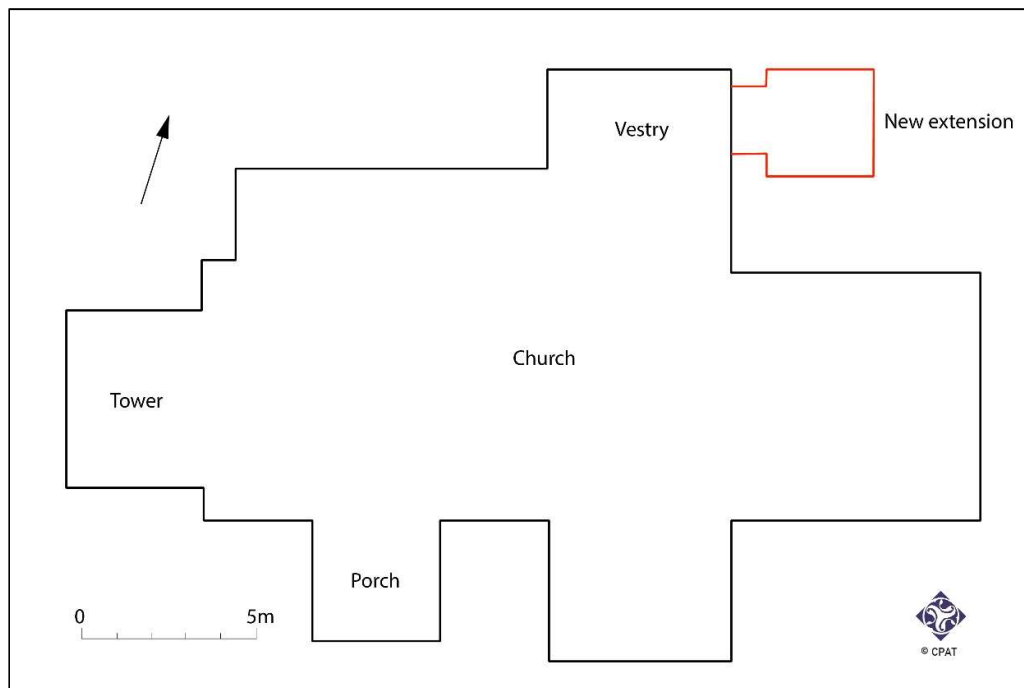 Vestry
New extension
Church
Tower
Porch
0 5m
© CPAT